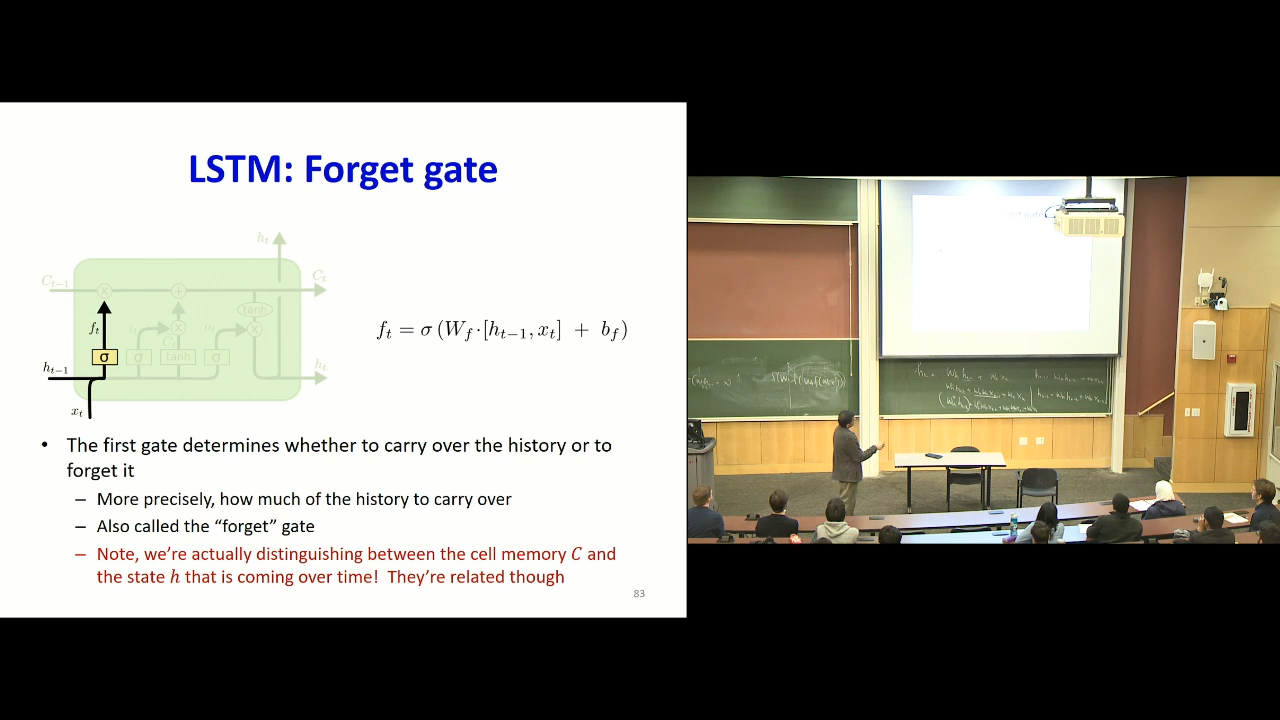 LSTM: Forget gate
h_t
C_{t-1}
C_t
x
+
tanh
f_t
i_t
x
o_t
x
σ
σ
tanh
σ
h_{t-1}
h_t
x_t
f_t = σ (W_f · [h_{t-1}, x_t] + b_f)
• The first gate determines whether to carry over the history or to
forget it
– More precisely, how much of the history to carry over
– Also called the “forget” gate
– Note, we’re actually distinguishing between the cell memory C and
the state h that is coming over time! They’re related though
83